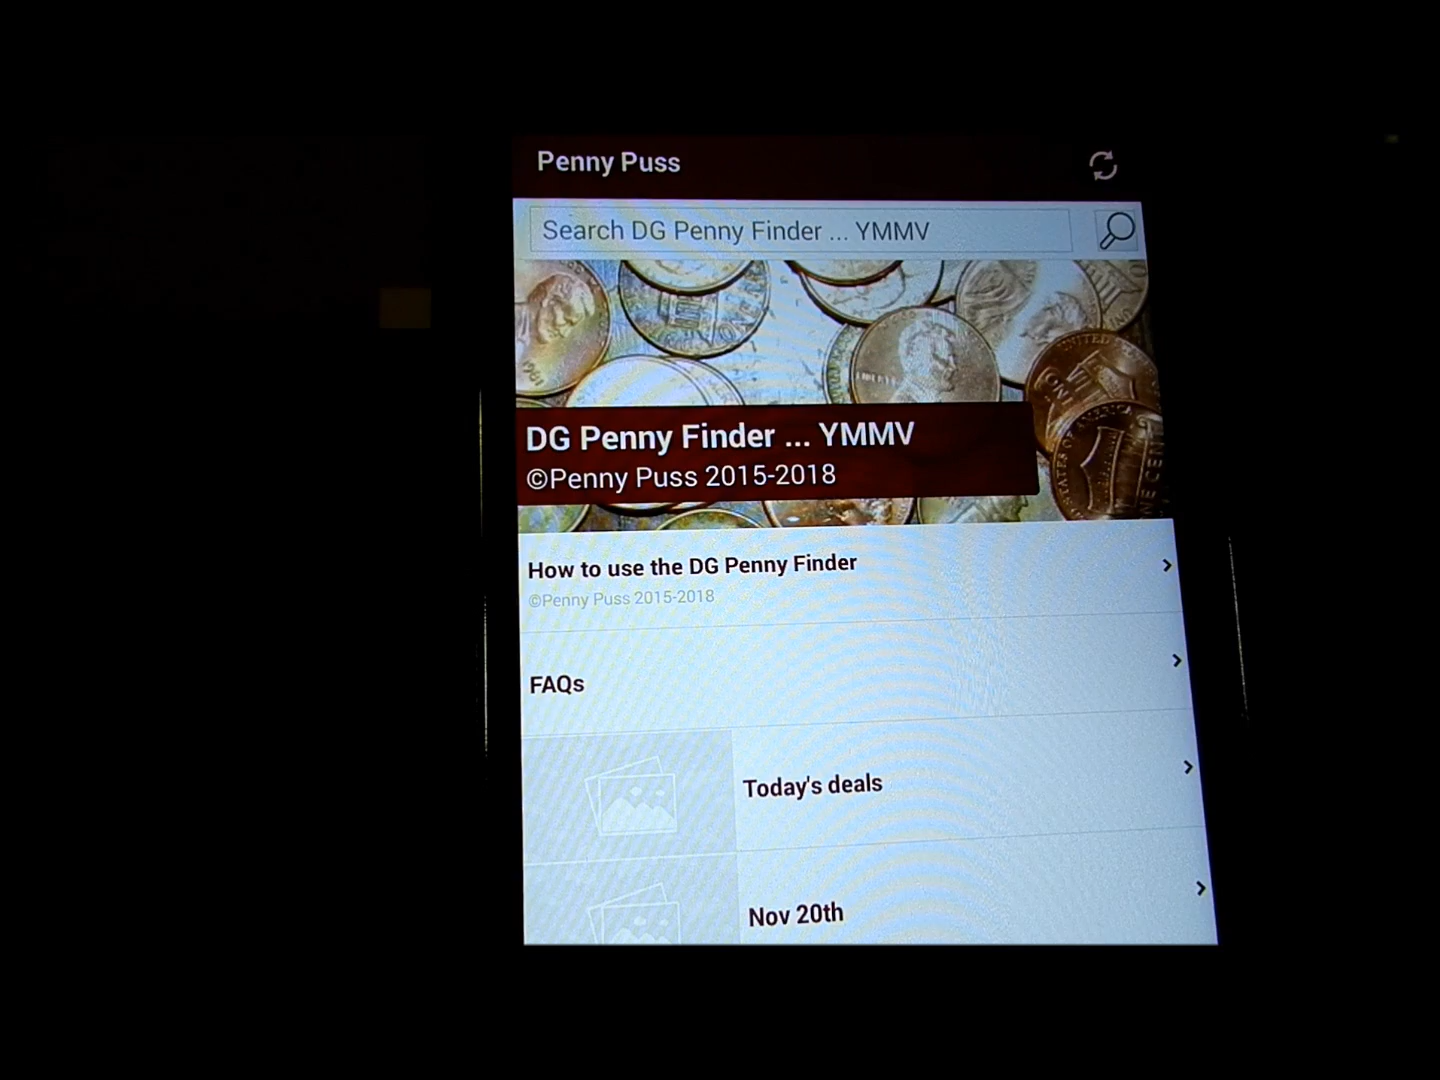 Penny Puss
Search DG Penny Finder ... YMMV
DG Penny Finder ... YMMV
©Penny Puss 2015-2018
How to use the DG Penny Finder
©Penny Puss 2015-2018
FAQs
Today's deals
Nov 20th